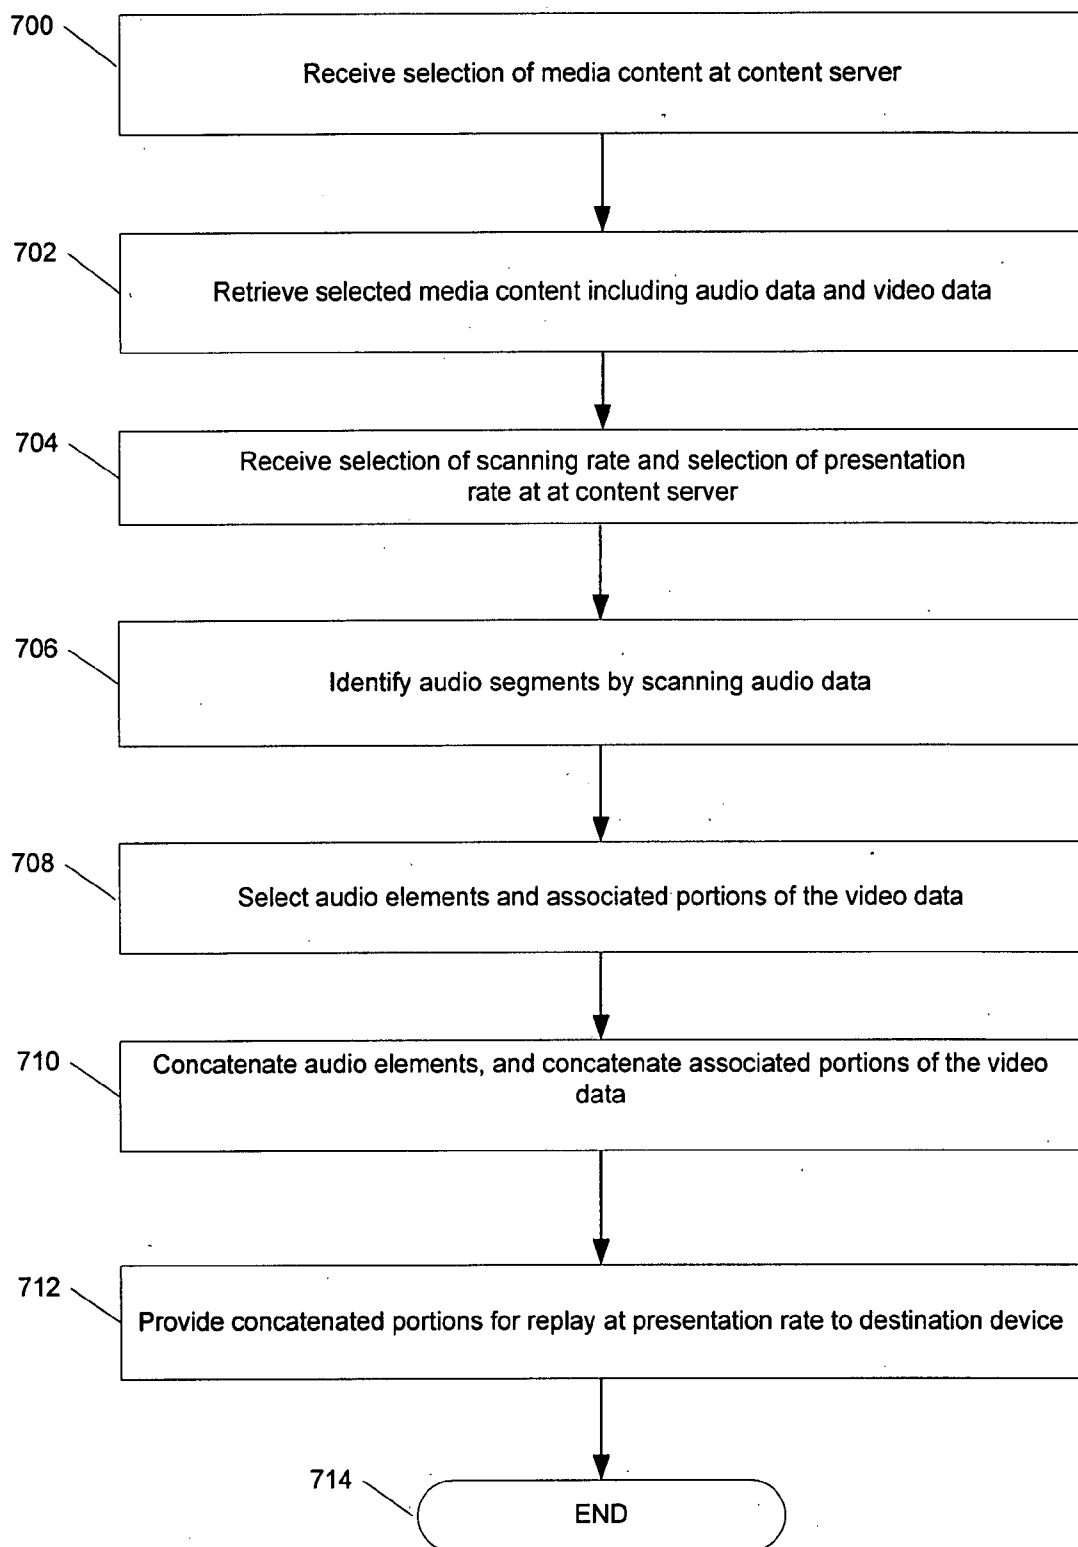 700
Receive selection of media content at content server
702
Retrieve selected media content including audio data and video data
704
Receive selection of scanning rate and selection of presentation
rate at at content server
706
Identify audio segments by scanning audio data
708
Select audio elements and associated portions of the video data
710
Concatenate audio elements, and concatenate associated portions of the video
data
712
Provide concatenated portions for replay at presentation rate to destination device
714
END